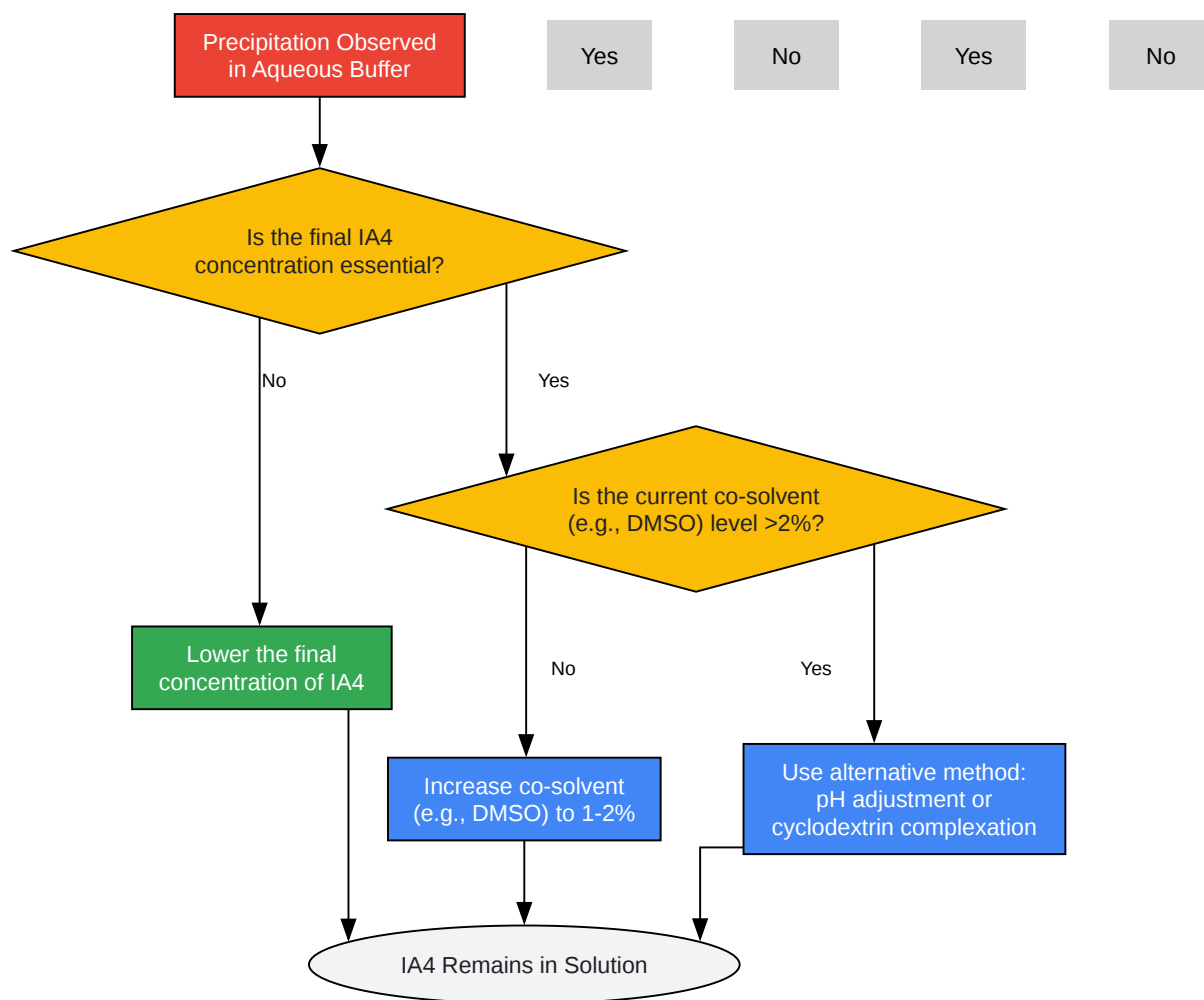 Precipitation Observed
in Aqueous Buffer
Yes
No
Yes
No
Is the final IA4
concentration essential?
No
Yes
Is the current co-solvent
(e.g., DMSO) level >2%?
Lower the final
concentration of IA4
No
Yes
Increase co-solvent
(e.g., DMSO) to 1-2%
Use alternative method:
pH adjustment or
cyclodextrin complexation
IA4 Remains in Solution